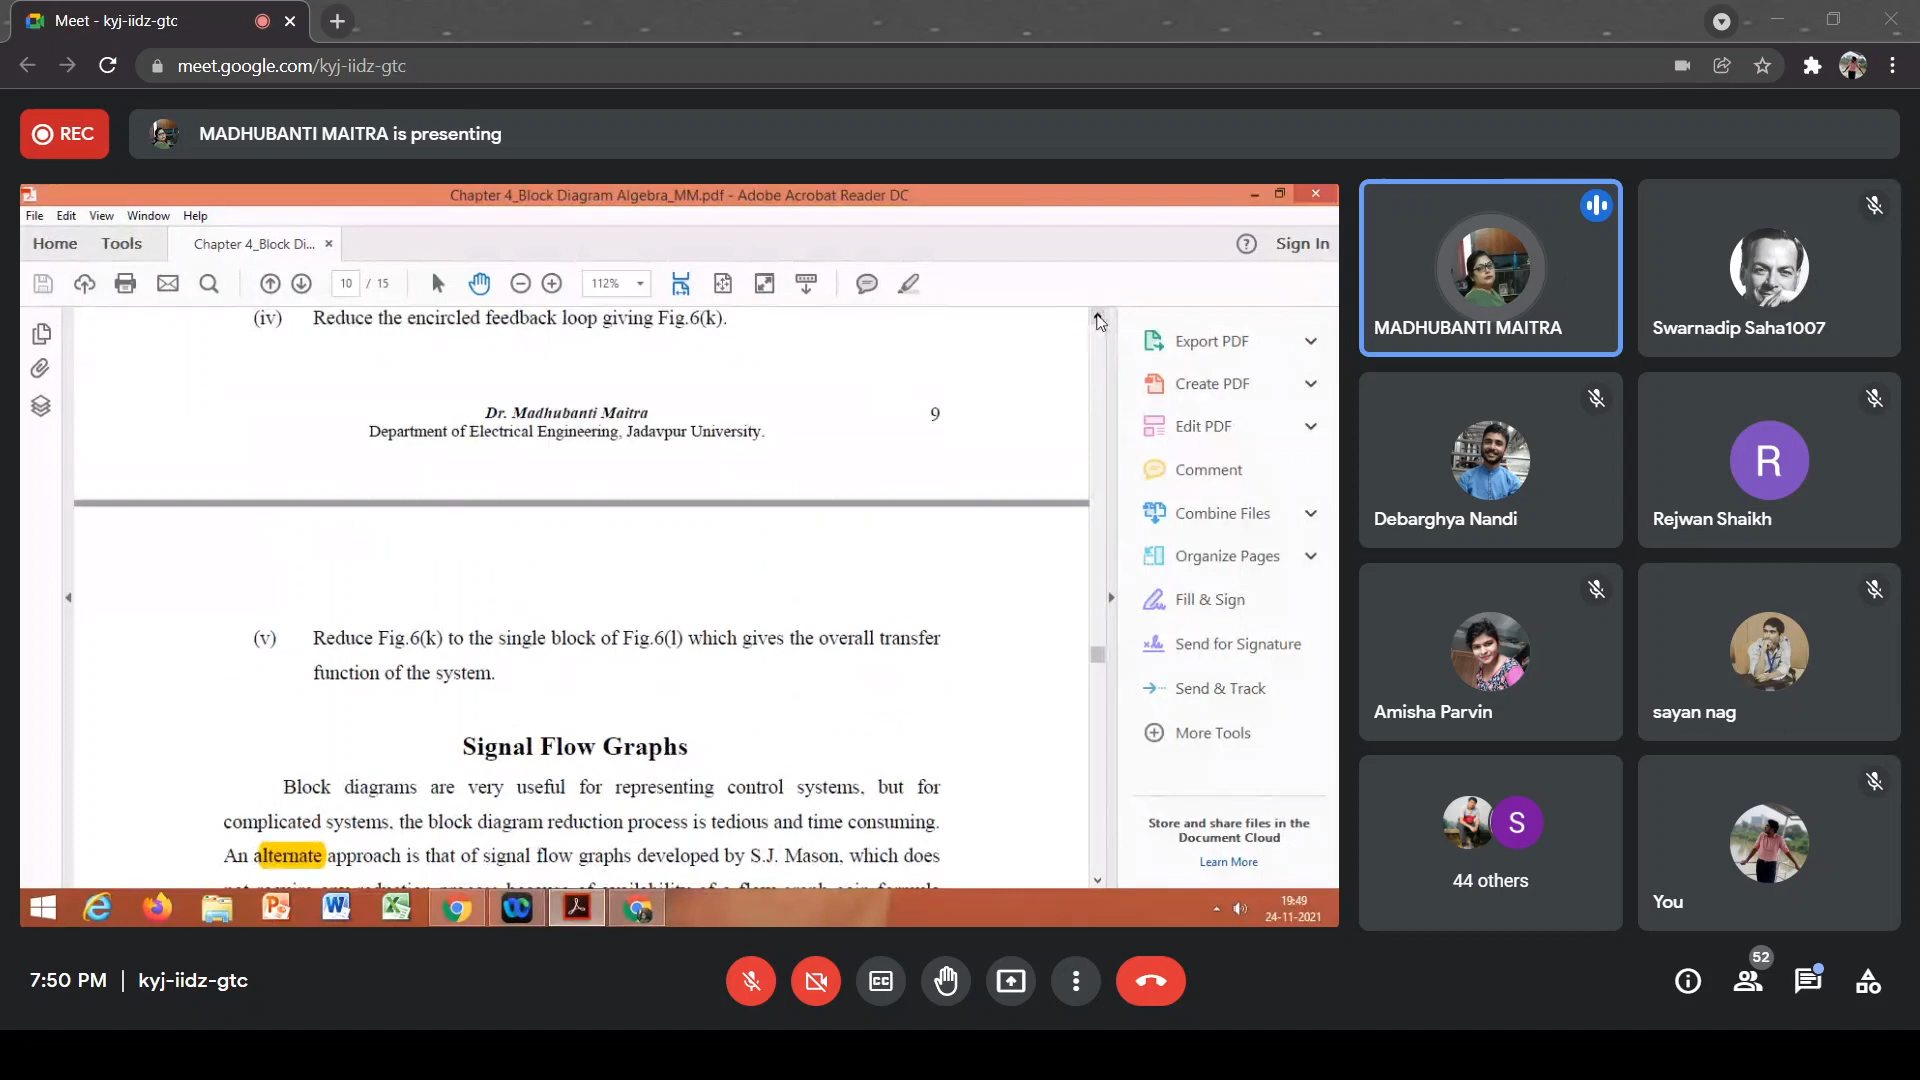 Meet - kyj-iidz-gtc
meet.google.com/kyj-iidz-gtc
REC
MADHUBANTI MAITRA is presenting
Chapter 4_Block Diagram Algebra_MM.pdf - Adobe Acrobat Reader DC
File Edit View Window Help
Home Tools Chapter 4_Block Di... Sign In
10 / 15 112%
(iv) Reduce the encircled feedback loop giving Fig.6(k).
Dr. Madhubanti Maitra 9
Department of Electrical Engineering, Jadavpur University.
(v) Reduce Fig.6(k) to the single block of Fig.6(l) which gives the overall transfer
function of the system.
Signal Flow Graphs
Block diagrams are very useful for representing control systems, but for
complicated systems, the block diagram reduction process is tedious and time consuming.
An alternate approach is that of signal flow graphs developed by S.J. Mason, which does
Export PDF
Create PDF
Edit PDF
Comment
Combine Files
Organize Pages
Fill & Sign
Send for Signature
Send & Track
More Tools
Store and share files in the
Document Cloud
Learn More
19:49
24-11-2021
MADHUBANTI MAITRA
Swarnadip Saha1007
Debarghya Nandi
R
Rejwan Shaikh
Amisha Parvin
sayan nag
S
44 others
You
7:50 PM | kyj-iidz-gtc
52